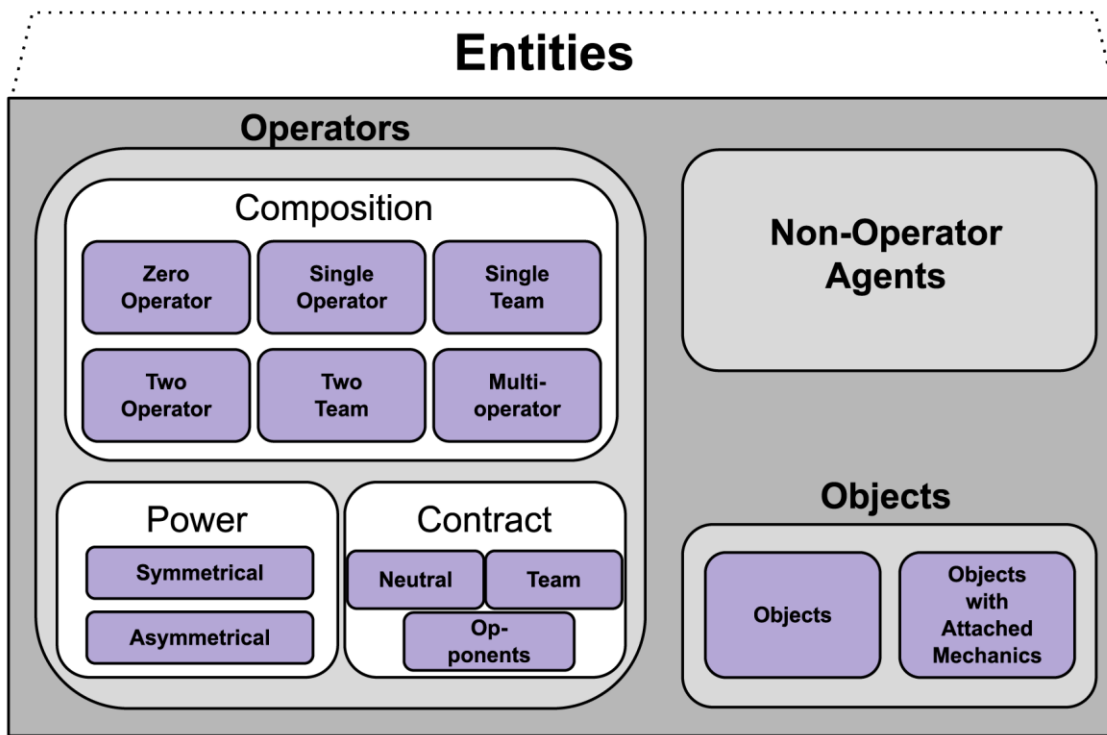 Entities
Operators
Composition
Zero
Operator
Single
Operator
Single
Team
Two
Operator
Two
Team
Multi-
operator
Power
Symmetrical
Asymmetrical
Contract
Neutral
Team
Op-
ponents
Non-Operator
Agents
Objects
Objects
Objects
with
Attached
Mechanics